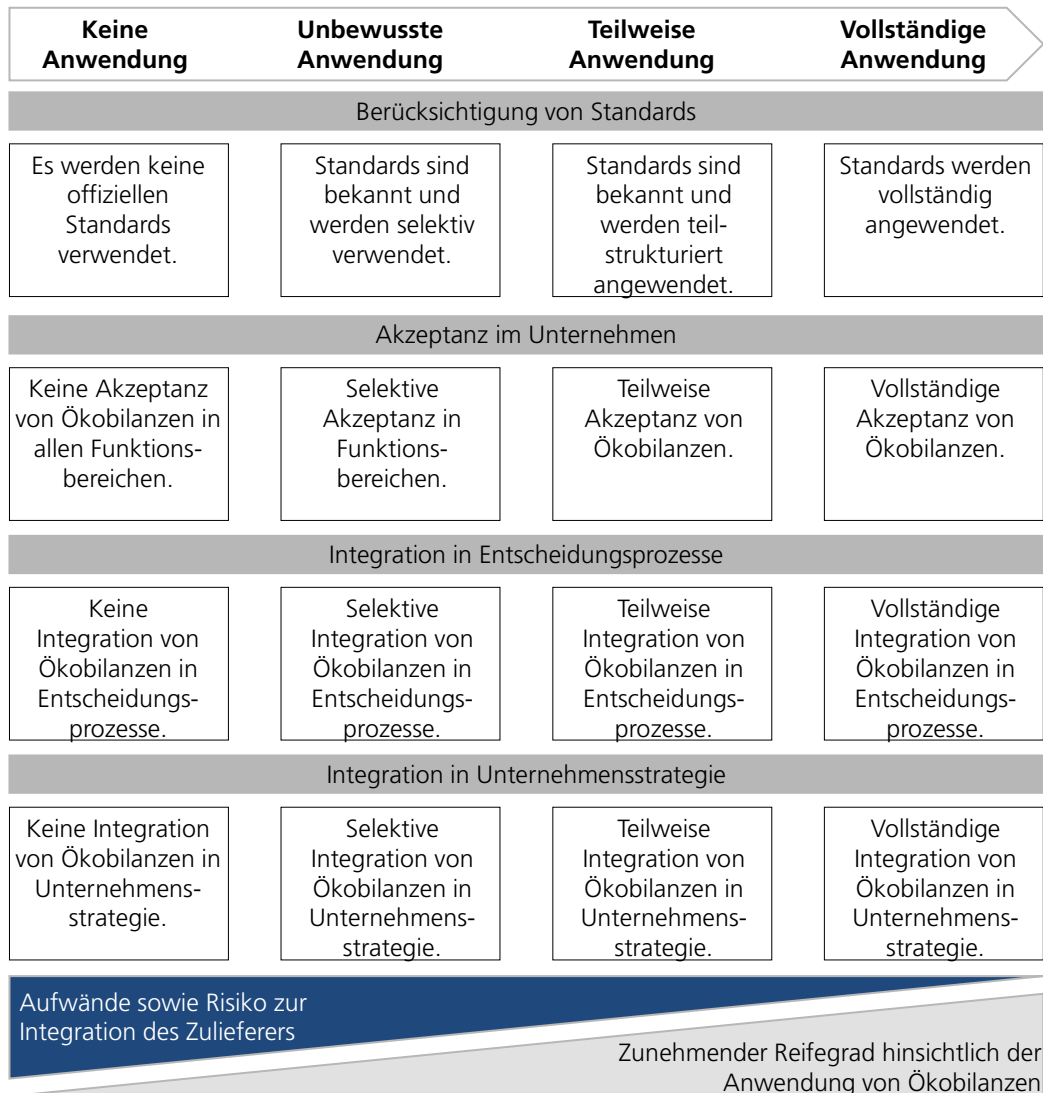 Keine
Anwendung
Unbewusste
Anwendung
Teilweise
Anwendung
Vollständige
Anwendung
Berücksichtigung von Standards
Es werden keine
offiziellen
Standards
verwendet.
Standards sind
bekannt und
werden selektiv
verwendet.
Standards sind
bekannt und
werden teil-
strukturiert
angewendet.
Standards werden
vollständig
angewendet.
Akzeptanz im Unternehmen
Keine Akzeptanz
von Ökobilanzen in
allen Funktions-
bereichen.
Selektive
Akzeptanz in
Funktions-
bereichen.
Teilweise
Akzeptanz von
Ökobilanzen.
Vollständige
Akzeptanz von
Ökobilanzen.
Integration in Entscheidungsprozesse
Keine
Integration von
Ökobilanzen in
Entscheidungs-
prozesse.
Selektive
Integration von
Ökobilanzen in
Entscheidungs-
prozesse.
Teilweise
Integration von
Ökobilanzen in
Entscheidungs-
prozesse.
Vollständige
Integration von
Ökobilanzen in
Entscheidungs-
prozesse.
Integration in Unternehmensstrategie
Keine Integration
von Ökobilanzen in
Unternehmens-
strategie.
Selektive
Integration von
Ökobilanzen in
Unternehmens-
strategie.
Teilweise
Integration von
Ökobilanzen in
Unternehmens-
strategie.
Vollständige
Integration von
Ökobilanzen in
Unternehmens-
strategie.
Aufwände sowie Risiko zur
Integration des Zulieferers
Zunehmender Reifegrad hinsichtlich der
Anwendung von Ökobilanzen